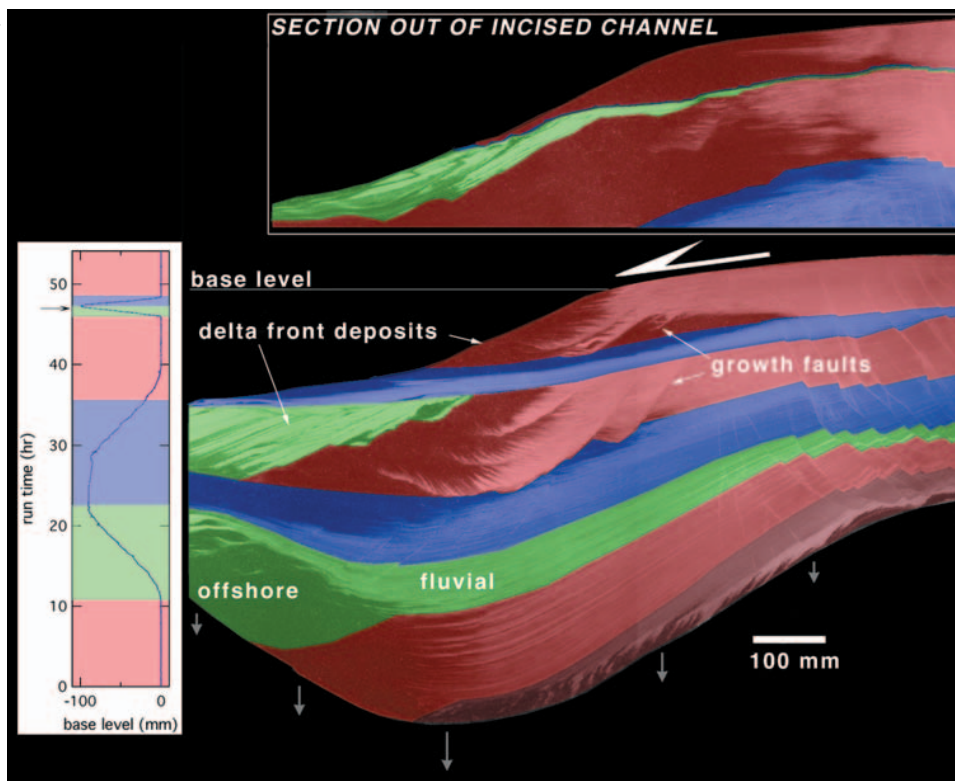 SECTION OUT OF INCISED CHANNEL
base level
delta front deposits
growth faults
offshore
fluvial
100 mm
50
40
30
20
10
0
run time (hr)
-100 0
base level (mm)